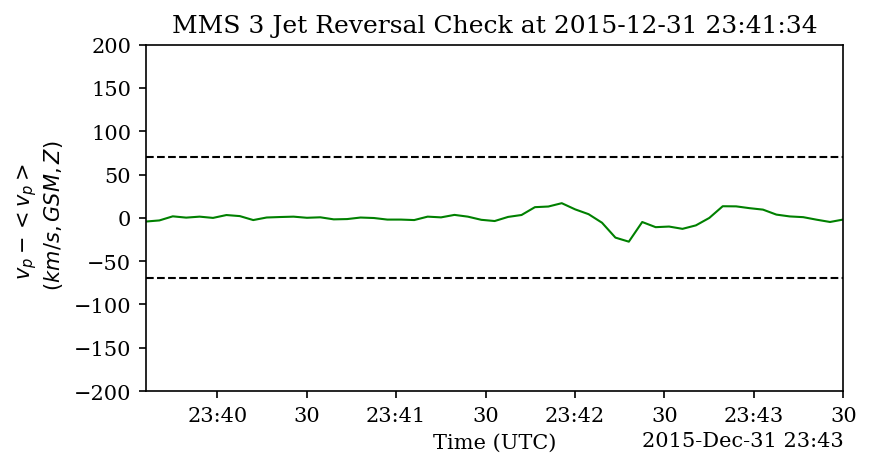 MMS 3 Jet Reversal Check at 2015-12-31 23:41:34
200
150
100
50
0
−50
−100
−150
−200
v_p − < v_p >
(km/s, GSM, Z)
23:40 30 23:41 30 23:42 30 23:43 30
Time (UTC) 2015-Dec-31 23:43